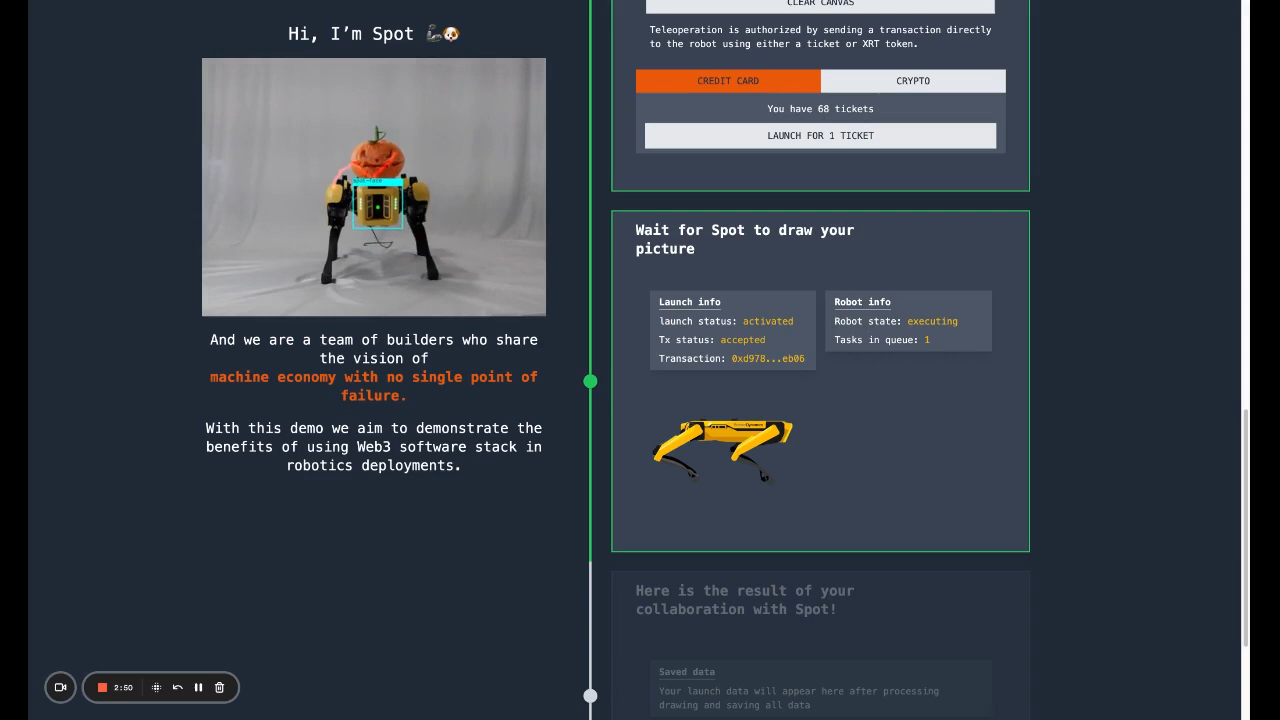 Hi, I’m Spot 🦾🐶
spot-face
And we are a team of builders who share
the vision of
machine economy with no single point of
failure.
With this demo we aim to demonstrate the
benefits of using Web3 software stack in
robotics deployments.
2:50
CLEAR CANVAS
Teleoperation is authorized by sending a transaction directly
to the robot using either a ticket or XRT token.
CREDIT CARD
CRYPTO
You have 68 tickets
LAUNCH FOR 1 TICKET
Wait for Spot to draw your
picture
Launch info
launch status: activated
Tx status: accepted
Transaction: 0xd978...eb06
Robot info
Robot state: executing
Tasks in queue: 1
BostonDynamics
Here is the result of your
collaboration with Spot!
Saved data
Your launch data will appear here after processing
drawing and saving all data